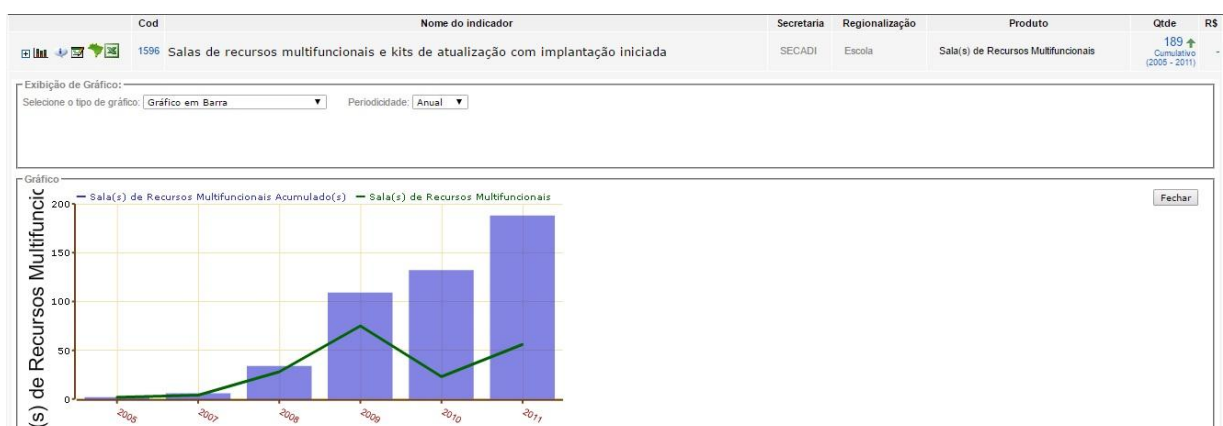 Cod Nome do indicador Secretaria Regionalização Produto Qtde R$
1596 Salas de recursos multifuncionais e kits de atualização com implantação iniciada SECADI Escola Sala(s) de Recursos Multifuncionais 189 -
Cumulativo
(2005 - 2011)
Exibição de Gráfico:
Selecione o tipo de gráfico: Gráfico em Barra Periodicidade: Anual
Gráfico
Sala(s) de Recursos Multifuncionais Acumulado(s) Sala(s) de Recursos Multifuncionais
Fechar
(s) de Recursos Multifuncic
200
150
100
50
0
2005 2007 2008 2009 2010 2011